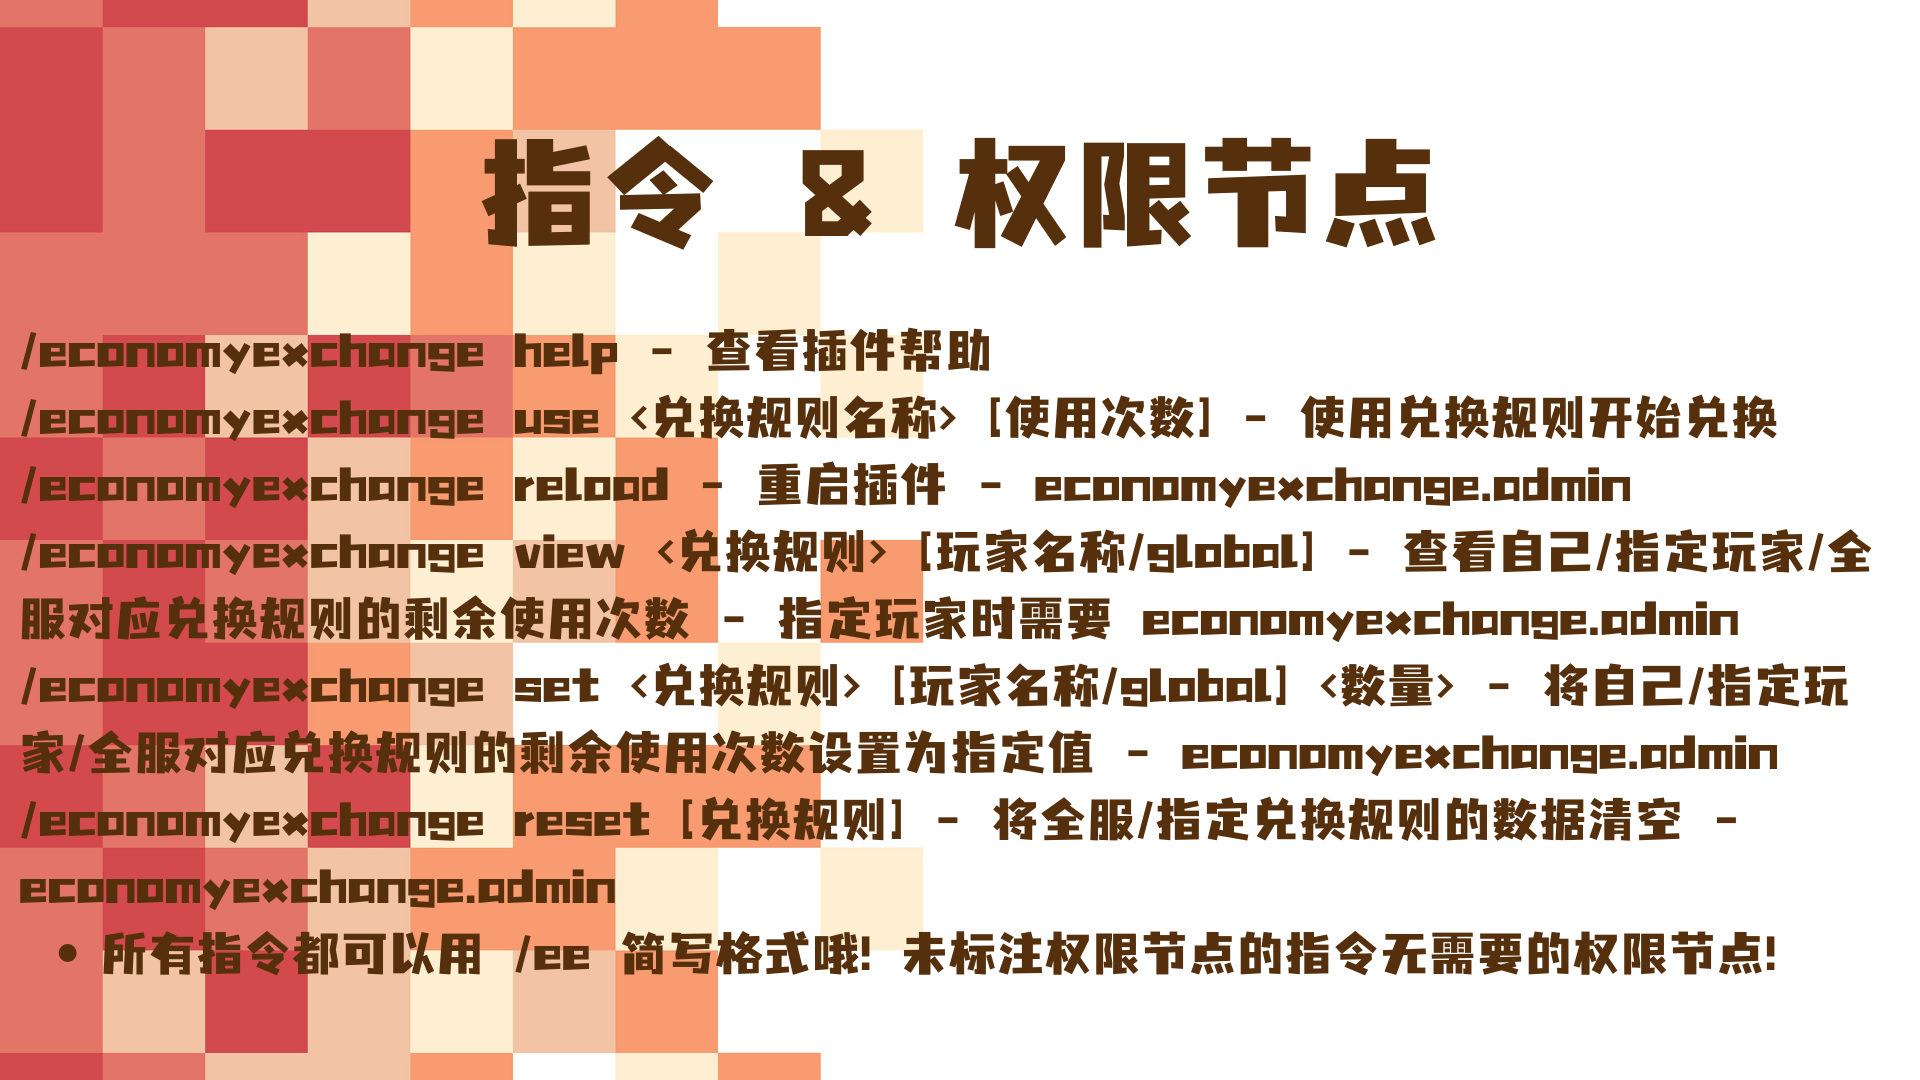 指令 & 权限节点
/economyexchange help - 查看插件帮助
/economyexchange use <兑换规则名称> [使用次数] - 使用兑换规则开始兑换
/economyexchange reload - 重启插件 - economyexchange.admin
/economyexchange view <兑换规则> [玩家名称/global] - 查看自己/指定玩家/全
服对应兑换规则的剩余使用次数 - 指定玩家时需要 economyexchange.admin
/economyexchange set <兑换规则> [玩家名称/global] <数量> - 将自己/指定玩
家/全服对应兑换规则的剩余使用次数设置为指定值 - economyexchange.admin
/economyexchange reset [兑换规则] - 将全服/指定兑换规则的数据清空 -
economyexchange.admin
• 所有指令都可以用 /ee 简写格式哦! 未标注权限节点的指令无需要的权限节点!